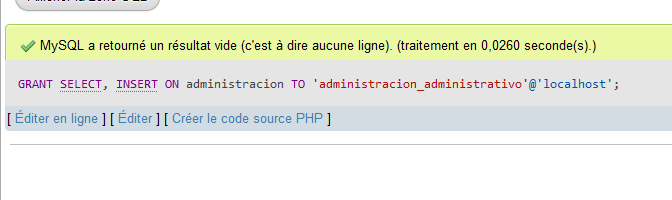 MySQL a retourné un résultat vide (c'est à dire aucune ligne). (traitement en 0,0260 seconde(s).)
GRANT SELECT, INSERT ON administracion TO 'administracion_administrativo'@'localhost';
[ Éditer en ligne ] [ Éditer ] [ Créer le code source PHP ]